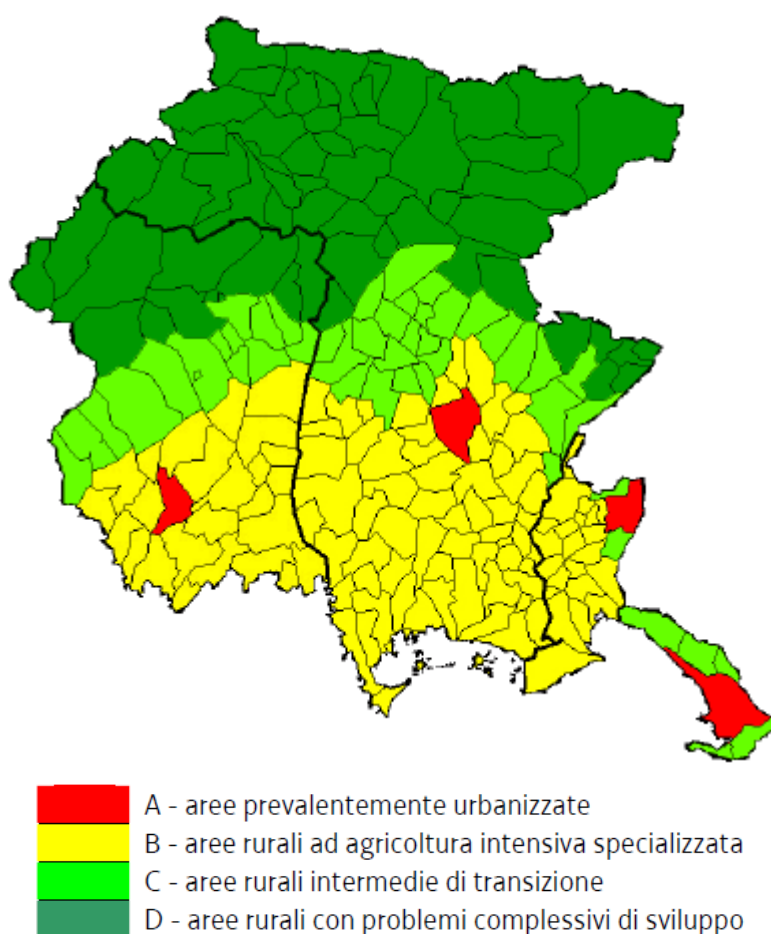 A - aree prevalentemente urbanizzate
B - aree rurali ad agricoltura intensiva specializzata
C - aree rurali intermedie di transizione
D - aree rurali con problemi complessivi di sviluppo